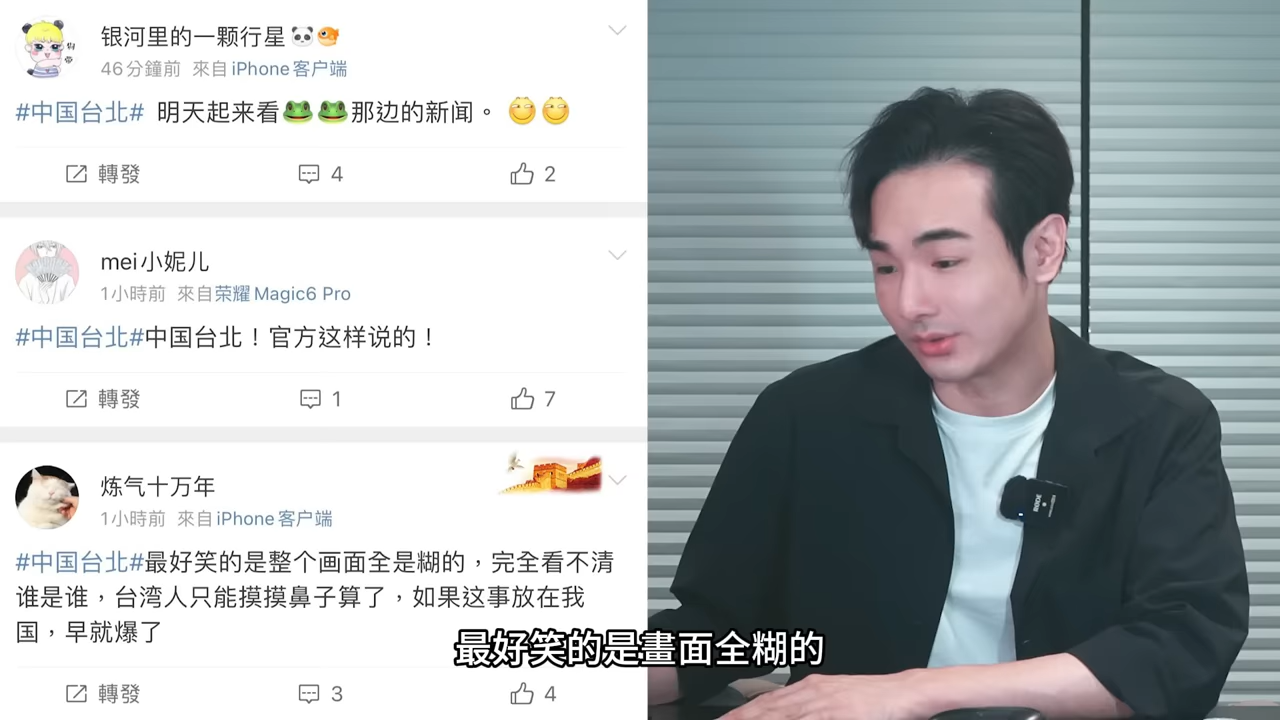 银河里的一颗行星🐼🐡
46分鐘前 來自iPhone客户端
#中国台北# 明天起来看🐸🐸那边的新闻。
轉發 4 2
mei小妮儿
1小時前 來自荣耀Magic6 Pro
#中国台北#中国台北！官方这样说的！
轉發 1 7
炼气十万年
1小時前 來自iPhone客户端
#中国台北#最好笑的是整个画面全是糊的，完全看不清
谁是谁，台湾人只能摸摸鼻子算了，如果这事放在我
国，早就爆了
轉發 3 4
最好笑的是畫面全糊的
RODE